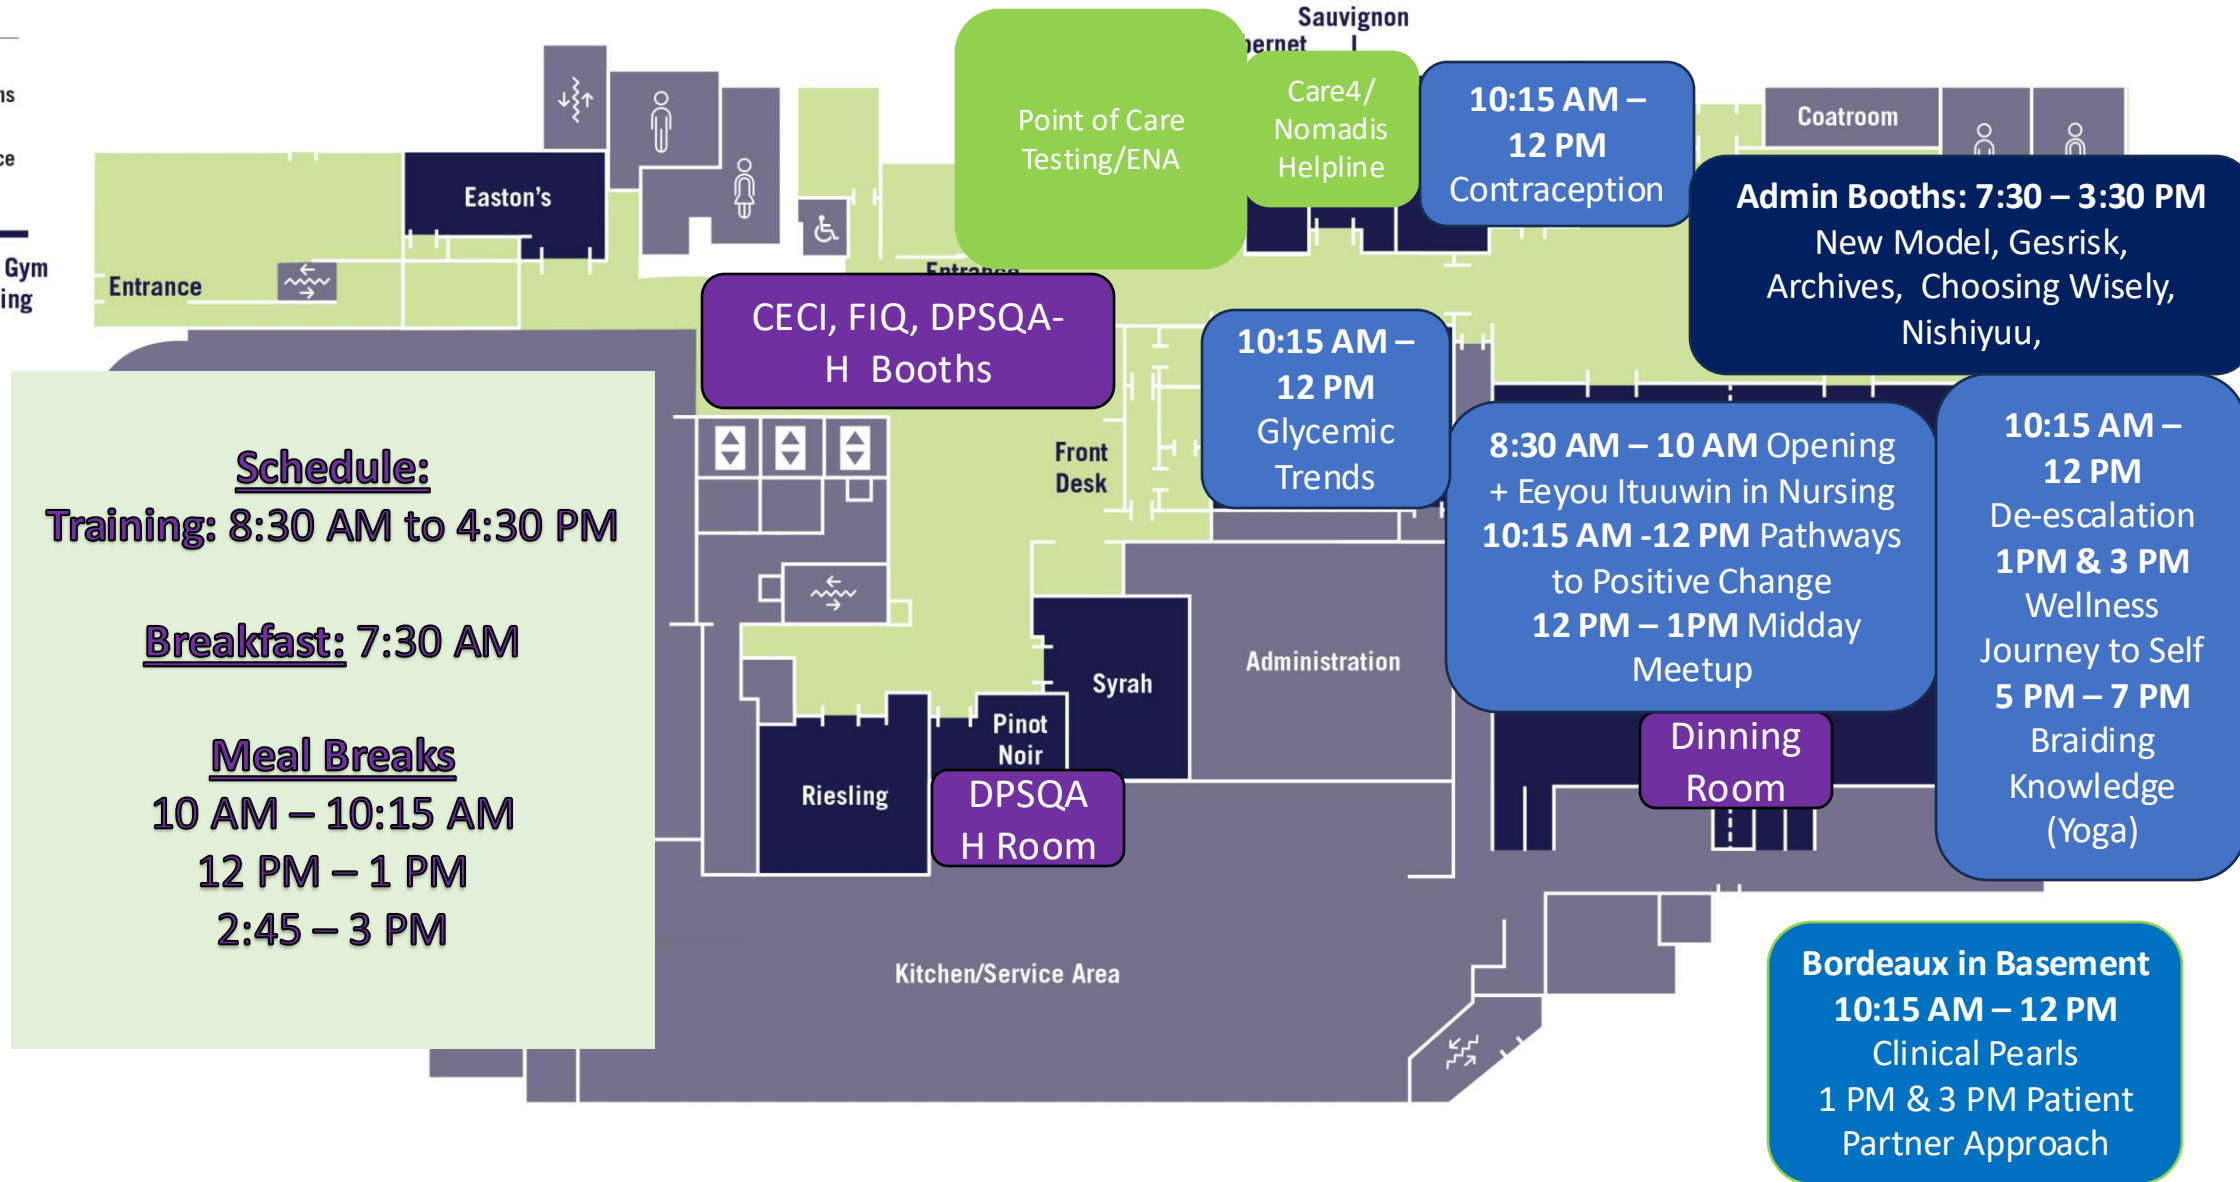 Sauvignon
ns
ce
Gym
ing
Easton's
Entrance
Point of Care
Testing/ENA
Care4/
Nomadis
Helpline
10:15 AM –
12 PM
Contraception
Coatroom
Admin Booths: 7:30 – 3:30 PM
New Model, Gesrisk,
Archives, Choosing Wisely,
Nishiyuu,
CECI, FIQ, DPSQA-
H Booths
Front
Desk
10:15 AM –
12 PM
Glycemic
Trends
8:30 AM – 10 AM Opening
+ Eeyou Ituuwin in Nursing
10:15 AM -12 PM Pathways
to Positive Change
12 PM – 1PM Midday
Meetup
10:15 AM –
12 PM
De-escalation
1PM & 3 PM
Wellness
Journey to Self
5 PM – 7 PM
Braiding
Knowledge
(Yoga)
Schedule:
Training: 8:30 AM to 4:30 PM
Breakfast: 7:30 AM
Meal Breaks
10 AM – 10:15 AM
12 PM – 1 PM
2:45 – 3 PM
Administration
Syrah
Pinot
Noir
Riesling
DPSQA
H Room
Dinning
Room
Kitchen/Service Area
Bordeaux in Basement
10:15 AM – 12 PM
Clinical Pearls
1 PM & 3 PM Patient
Partner Approach